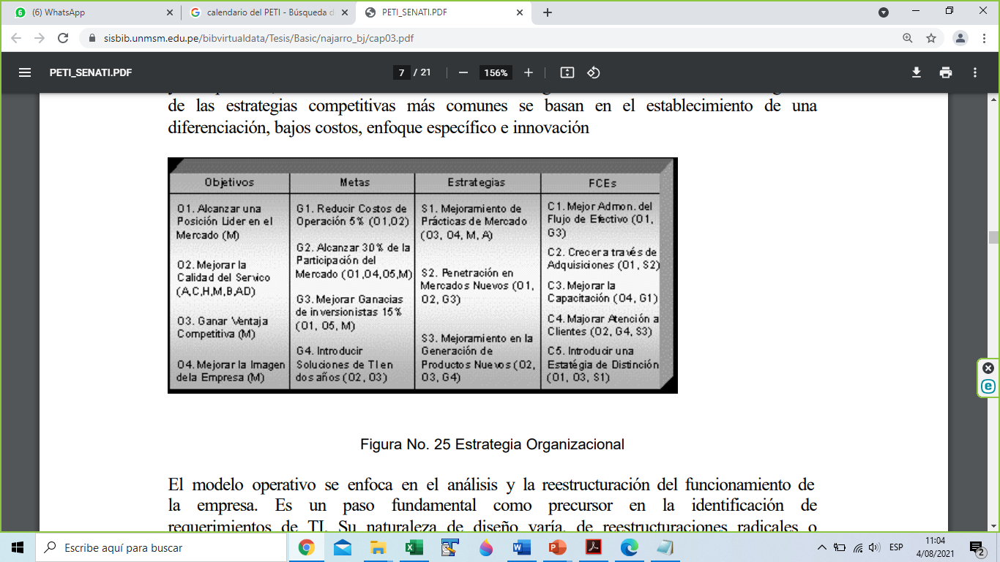 (6) WhatsApp
calendario del PETI - Búsqueda d
PETI_SENATI.PDF
sisbib.unmsm.edu.pe/bibvirtualdata/Tesis/Basic/najarro_bj/cap03.pdf
PETI_SENATI.PDF
7 / 21
156%
de las estrategias competitivas más comunes se basan en el establecimiento de una
diferenciación, bajos costos, enfoque específico e innovación
Objetivos
O1. Alcanzar una
Posición Lider en el
Mercado (M)
O2. Mejorar la
Calidad del Servico
(A,C,H,M,B,AD)
O3. Ganar Ventaja
Competitiva (M)
O4. Mejorar la Imagen
dela Empresa (M)
Metas
G1. Reducir Costos de
Operación 5% (O1,O2)
G2. Alcanzar 30% de la
Participación del
Mercado (O1,O4,O5,M)
G3. Mejorar Ganacias
de inversionistas 15%
(O1, O5, M)
G4. Introducir
Soluciones de TI en
dos años (O2, O3)
Estrategias
S1. Mejoramiento de
Prácticas de Mercado
(O3, O4, M, A)
S2. Penetración en
Mercados Nuevos (O1,
O2, G3)
S3. Mejoramiento en la
Generación de
Productos Nuevos (O2,
O3, G4)
FCEs
C1. Mejor Admon. del
Flujo de Efectivo (O1,
G3)
C2. Crecer a través de
Adquisiciones (O1, S2)
C3. Mejorar la
Capacitación (O4, G1)
C4. Majorar Atención a
Clientes (O2, G4, S3)
C5. Introducir una
Estatégia de Distinción
(O1, O3, S1)
Figura No. 25 Estrategia Organizacional
El modelo operativo se enfoca en el análisis y la reestructuración del funcionamiento de
la empresa. Es un paso fundamental como precursor en la identificación de
requerimientos de TI. Su naturaleza de diseño varía, de reestructuraciones radicales o
Escribe aquí para buscar
ESP
11:04
4/08/2021
2